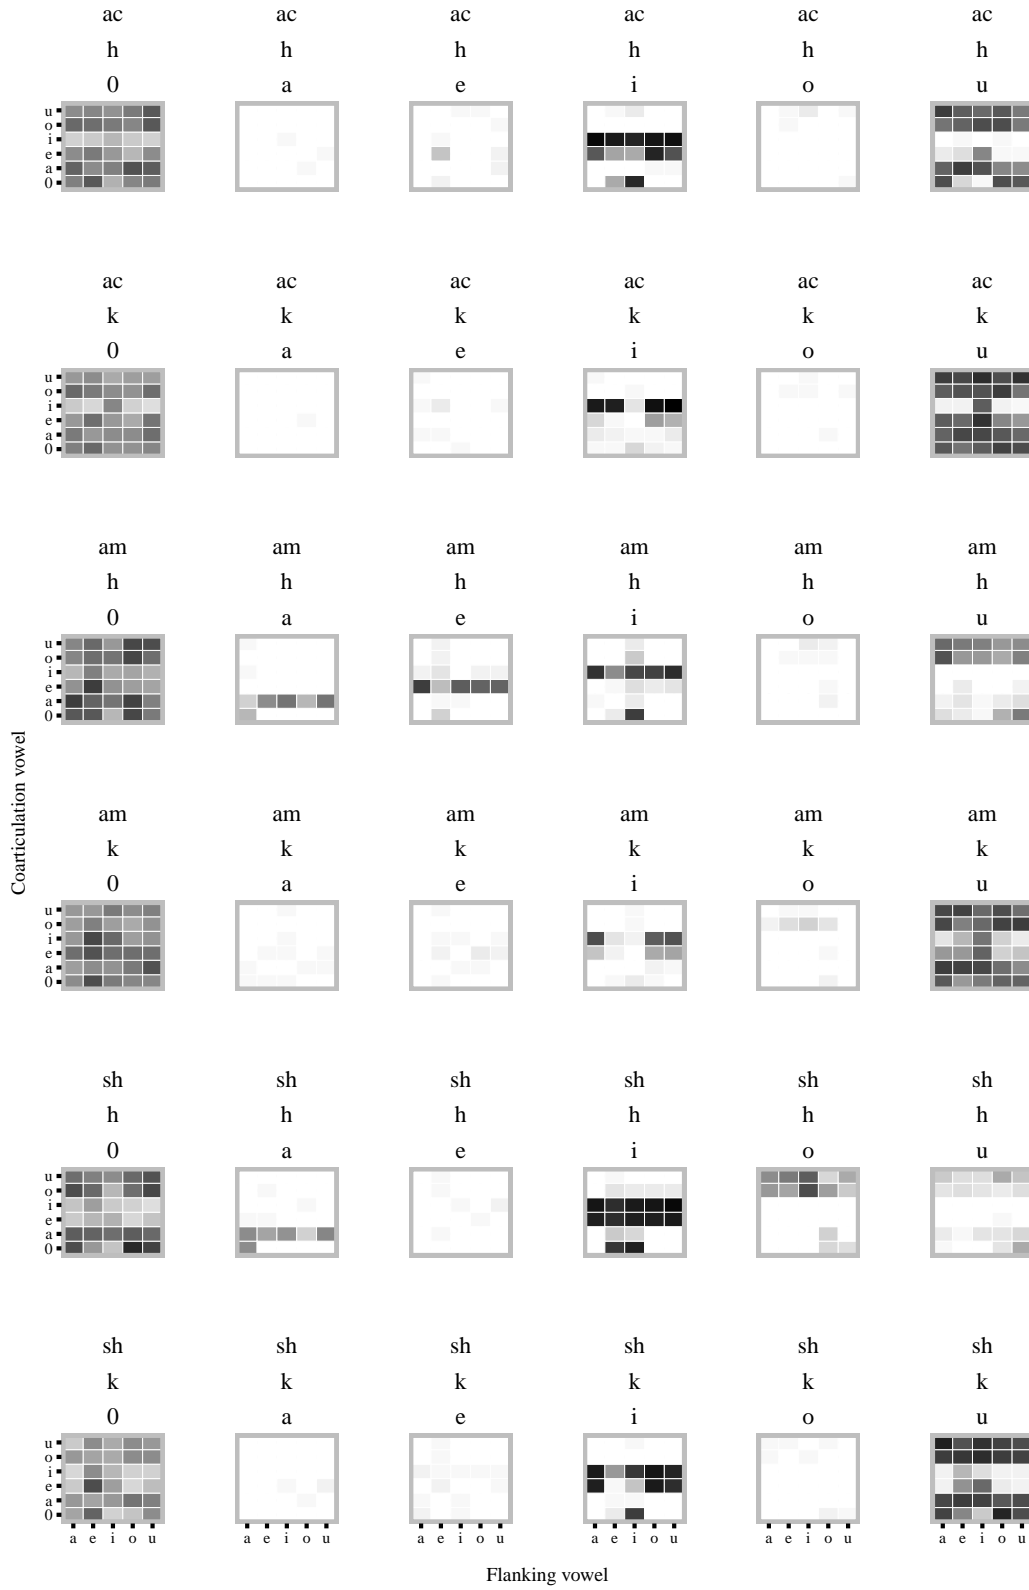 ac ac ac ac ac ac
h h h h h h
0 a e i o u
u
o
i
e
a
0
ac ac ac ac ac ac
k k k k k k
0 a e i o u
u
o
i
e
a
0
am am am am am am
h h h h h h
0 a e i o u
u
o
i
e
a
0
Coarticulation vowel
am am am am am am
k k k k k k
0 a e i o u
u
o
i
e
a
0
sh sh sh sh sh sh
h h h h h h
0 a e i o u
u
o
i
e
a
0
sh sh sh sh sh sh
k k k k k k
0 a e i o u
u
o
i
e
a
0
a e i o u a e i o u a e i o u a e i o u a e i o u a e i o u
Flanking vowel